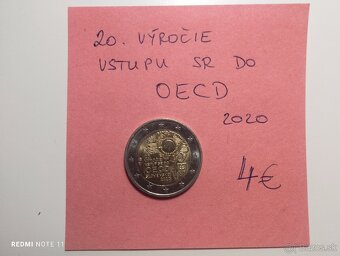 20. VÝROČIE
VSTUPU SR DO
OECD
2020
4€
REDMI NOTE 11